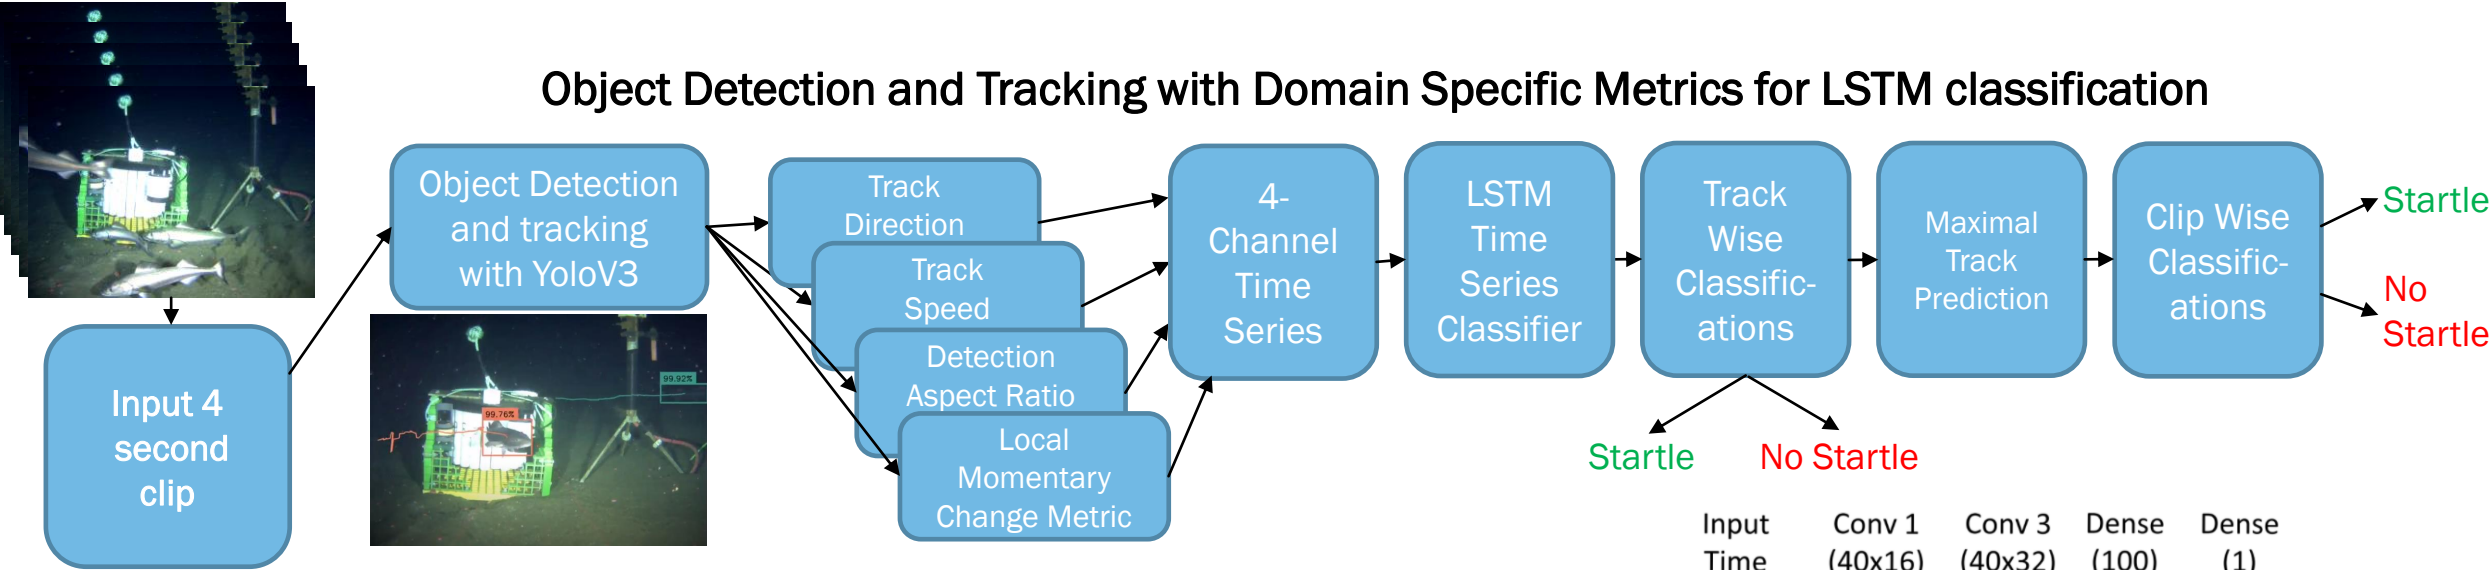 Object Detection and Tracking with Domain Specific Metrics for LSTM classification
Input 4
second
clip
Object Detection
and tracking
with YoloV3
99.92%
99.76%
Track
Direction
Track
Speed
Detection
Aspect Ratio
Local
Momentary
Change Metric
4-
Channel
Time
Series
LSTM
Time
Series
Classifier
Track
Wise
Classific-
ations
Startle
No Startle
Maximal
Track
Prediction
Clip Wise
Classific-
ations
Startle
No
Startle
Input Conv 1 Conv 3 Dense Dense
Time (40x16) (40x32) (100) (1)